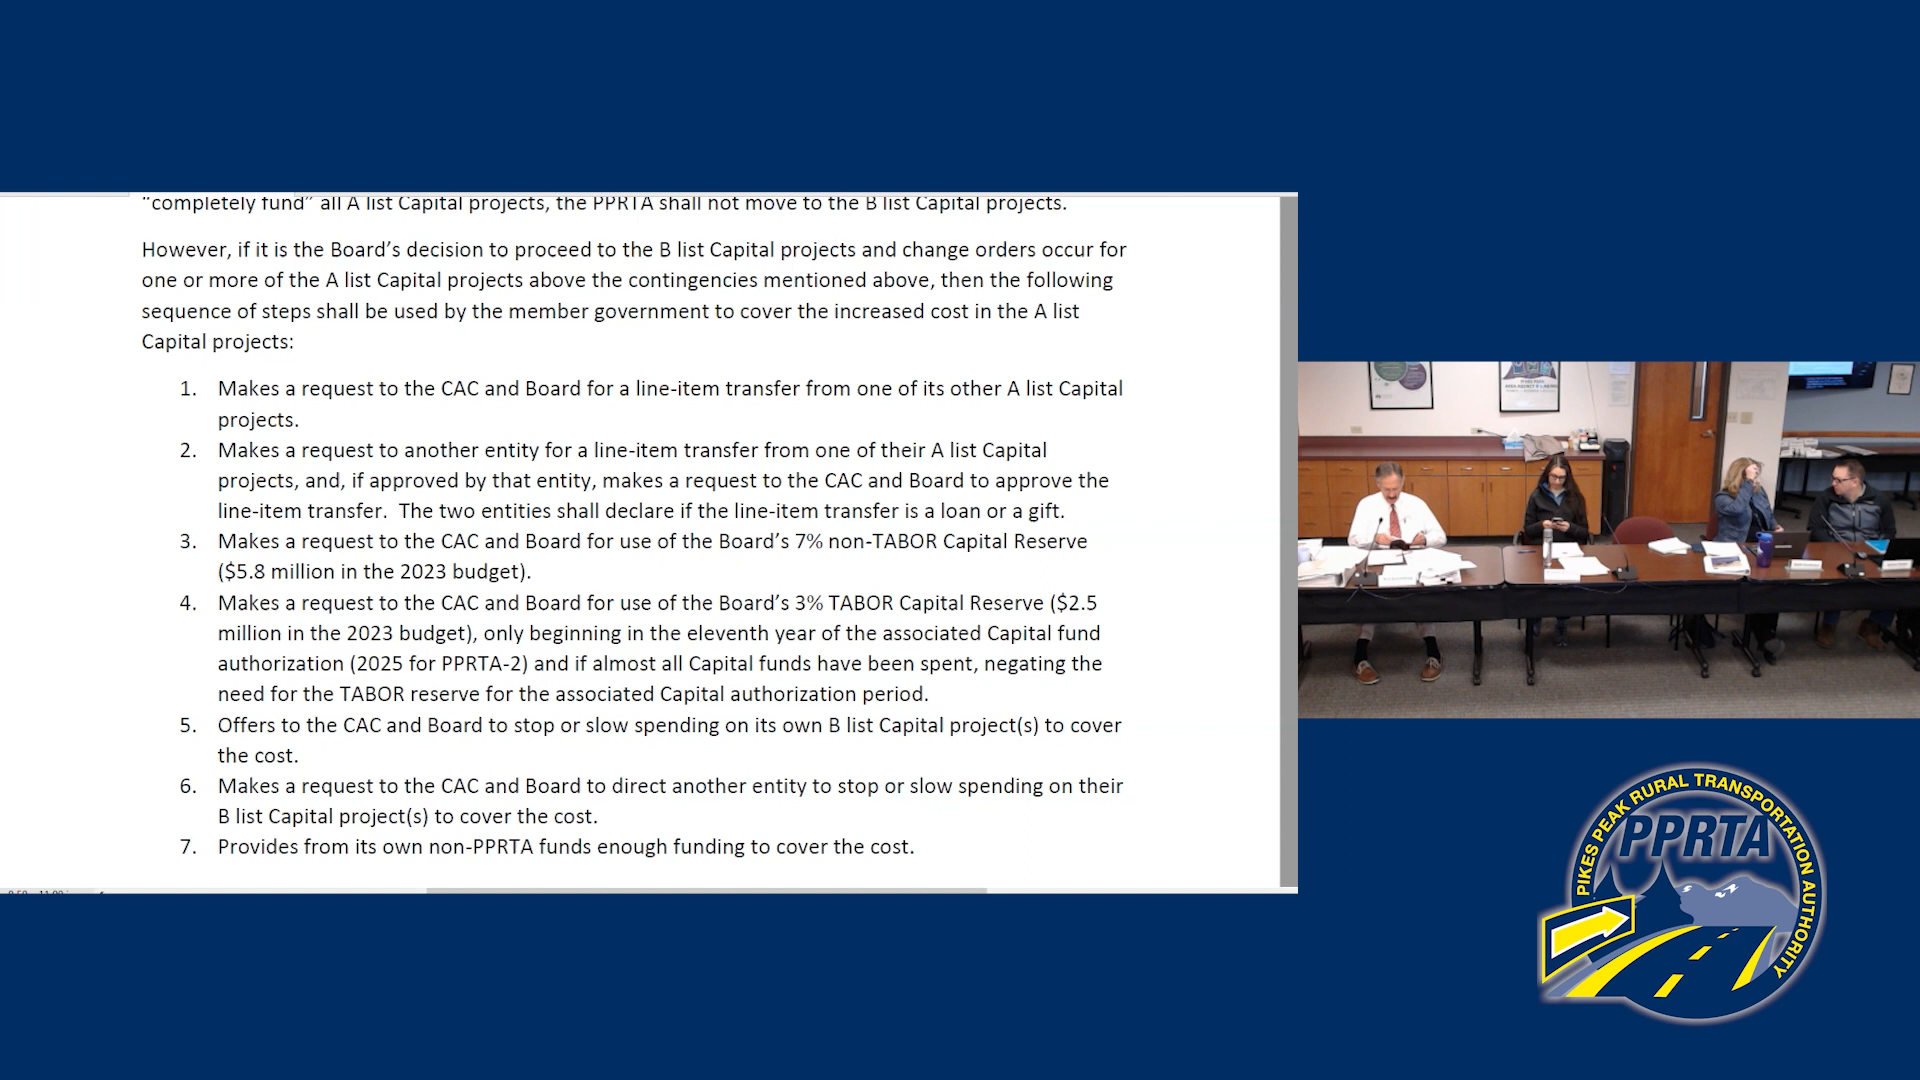 “completely fund” all A list Capital projects, the PPRTA shall not move to the B list Capital projects.
However, if it is the Board’s decision to proceed to the B list Capital projects and change orders occur for
one or more of the A list Capital projects above the contingencies mentioned above, then the following
sequence of steps shall be used by the member government to cover the increased cost in the A list
Capital projects:
1. Makes a request to the CAC and Board for a line-item transfer from one of its other A list Capital
projects.
2. Makes a request to another entity for a line-item transfer from one of their A list Capital
projects, and, if approved by that entity, makes a request to the CAC and Board to approve the
line-item transfer.  The two entities shall declare if the line-item transfer is a loan or a gift.
3. Makes a request to the CAC and Board for use of the Board’s 7% non-TABOR Capital Reserve
($5.8 million in the 2023 budget).
4. Makes a request to the CAC and Board for use of the Board’s 3% TABOR Capital Reserve ($2.5
million in the 2023 budget), only beginning in the eleventh year of the associated Capital fund
authorization (2025 for PPRTA-2) and if almost all Capital funds have been spent, negating the
need for the TABOR reserve for the associated Capital authorization period.
5. Offers to the CAC and Board to stop or slow spending on its own B list Capital project(s) to cover
the cost.
6. Makes a request to the CAC and Board to direct another entity to stop or slow spending on their
B list Capital project(s) to cover the cost.
7. Provides from its own non-PPRTA funds enough funding to cover the cost.
PIKES PEAK RURAL TRANSPORTATION AUTHORITY
PPRTA